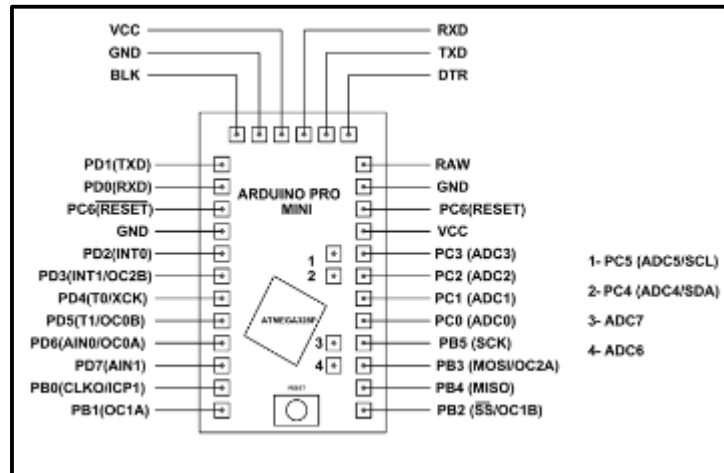 VCC
GND
BLK
RXD
TXD
DTR
PD1(TXD)
PD0(RXD)
PC6(RESET)
GND
PD2(INT0)
PD3(INT1/OC2B)
PD4(T0/XCK)
PD5(T1/OC0B)
PD6(AIN0/OC0A)
PD7(AIN1)
PB0(CLKO/ICP1)
PB1(OC1A)
ARDUINO PRO
MINI
1
2
ATMEGA328P
3
4
RESET
RAW
GND
PC6(RESET)
VCC
PC3 (ADC3)
PC2 (ADC2)
PC1 (ADC1)
PC0 (ADC0)
PB5 (SCK)
PB3 (MOSI/OC2A)
PB4 (MISO)
PB2 (SS/OC1B)
1- PC5 (ADC5/SCL)
2- PC4 (ADC4/SDA)
3- ADC7
4- ADC6